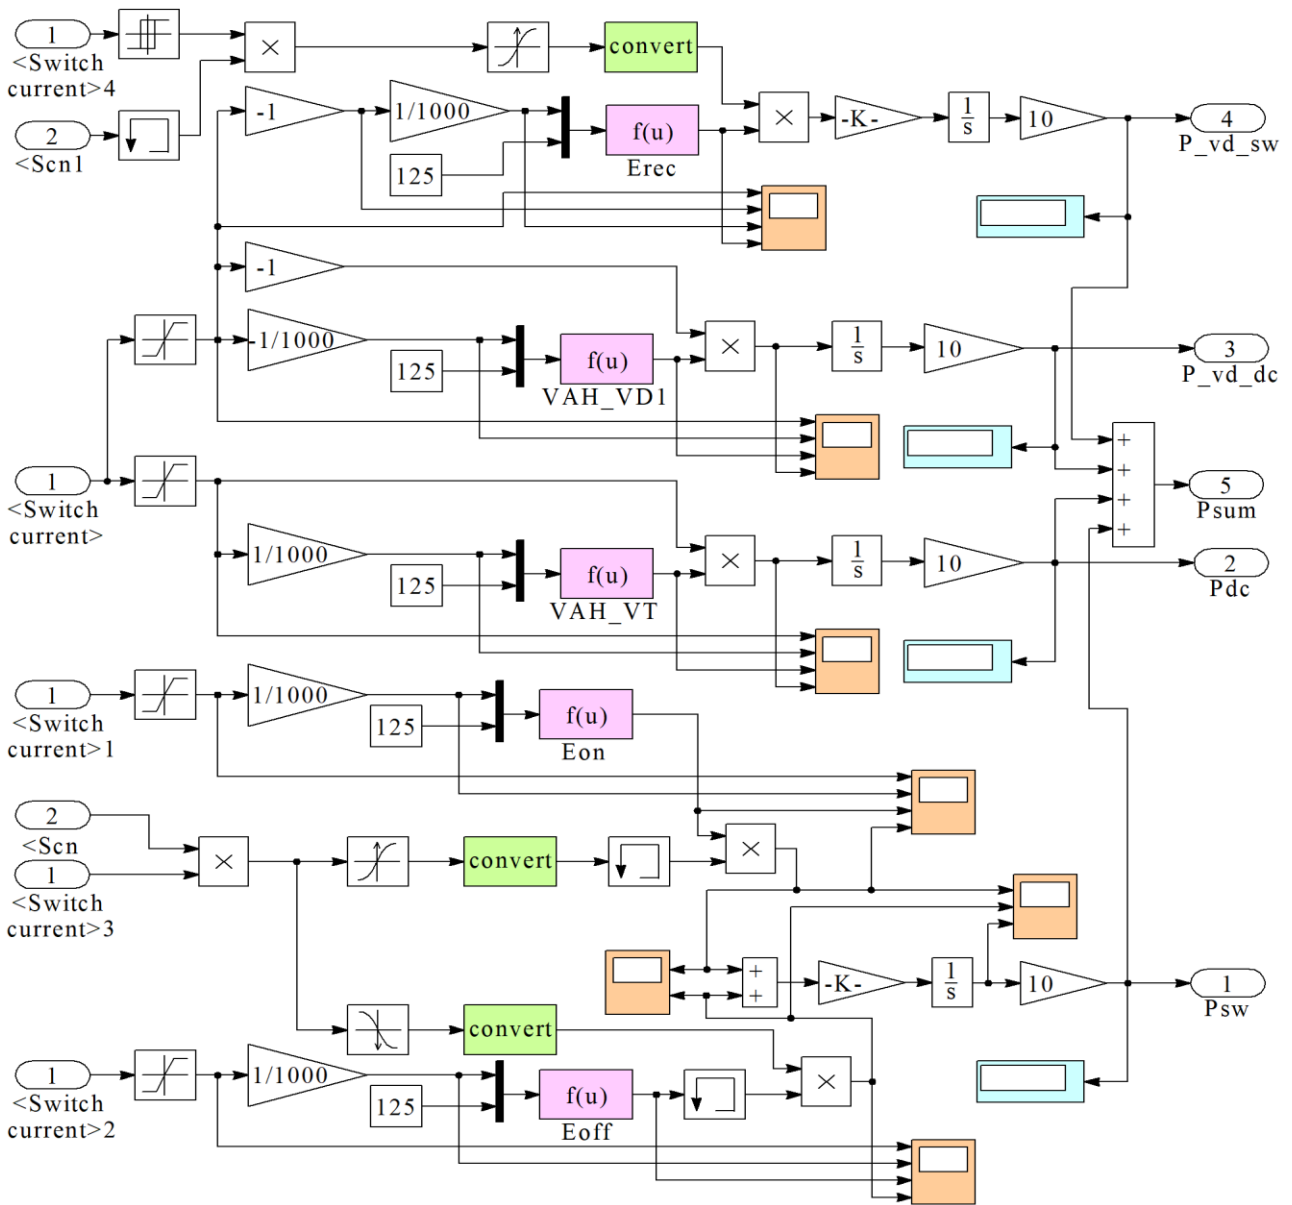 1
<Switch
current>4
×
convert
2
<Scn1
-1
1/1000
125
f(u)
Erec
×
-K-
1
s
10
4
P_vd_sw
-1
-1/1000
125
f(u)
VAH_VD1
×
1
s
10
3
P_vd_dc
1
<Switch
current>
1/1000
125
f(u)
VAH_VT
×
1
s
10
+
+
+
+
5
Psum
2
Pdc
1
<Switch
current>1
1/1000
125
f(u)
Eon
2
<Scn
1
<Switch
current>3
×
convert
×
+
+
-K-
1
s
10
1
Psw
convert
1
<Switch
current>2
1/1000
125
f(u)
Eoff
×